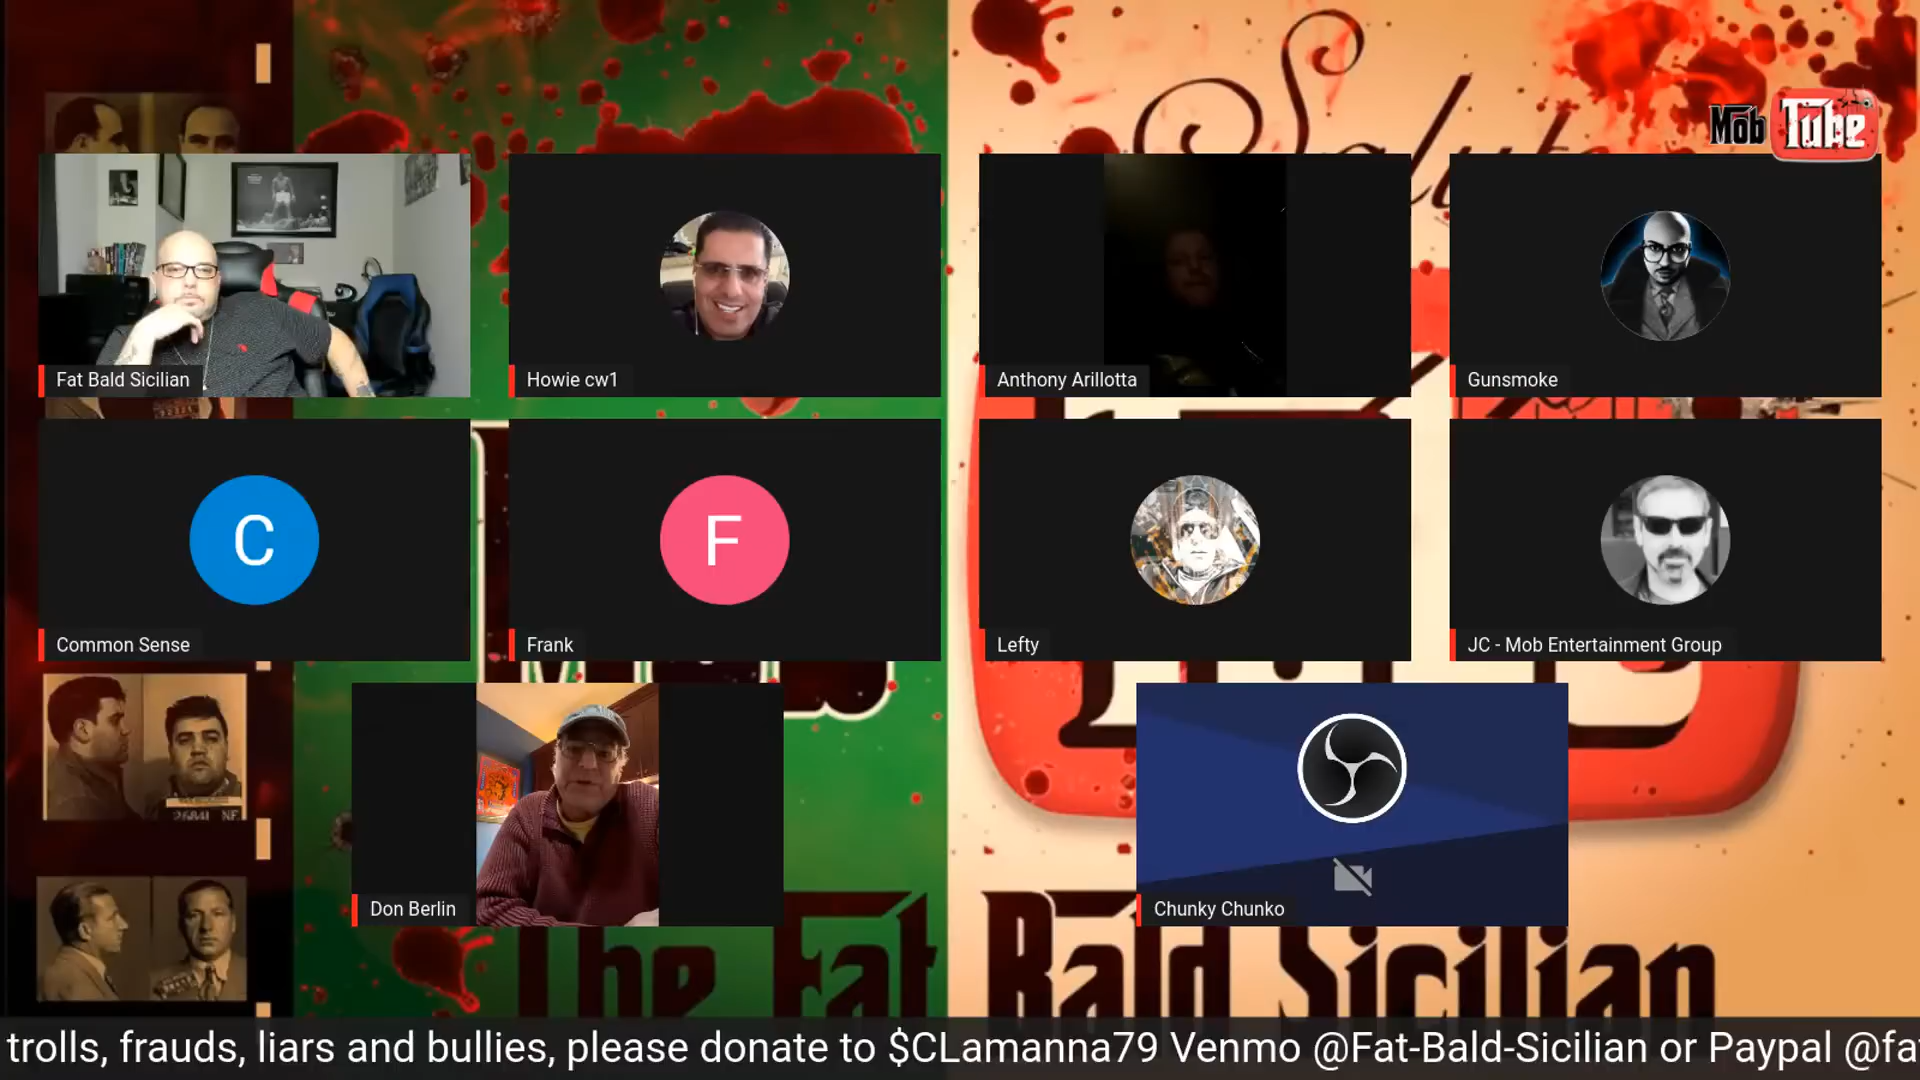 Salute
Mob Tube
Fat Bald Sicilian
Howie cw1
Anthony Arillotta
Gunsmoke
C
F
Common Sense
Frank
Lefty
JC - Mob Entertainment Group
Don Berlin
Chunky Chunko
The Fat Bald Sicilian
trolls, frauds, liars and bullies, please donate to $CLamanna79 Venmo @Fat-Bald-Sicilian or Paypal @fa